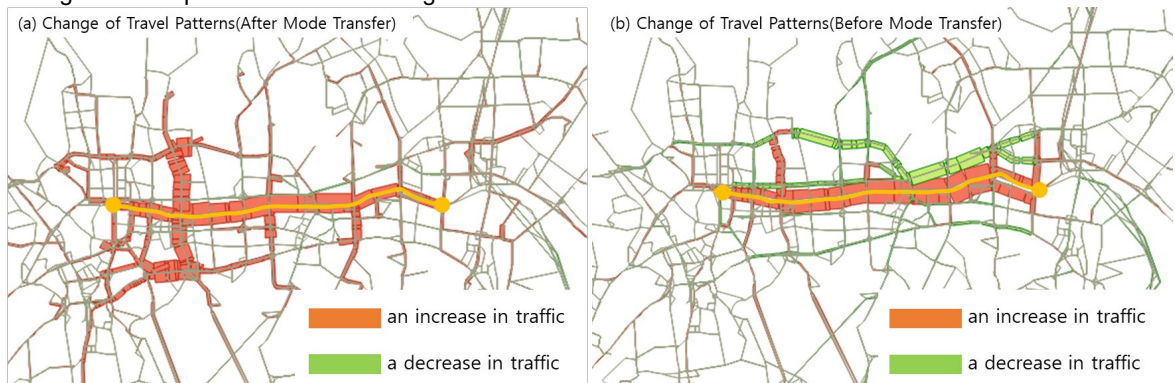 (a) Change of Travel Patterns(After Mode Transfer)
(b) Change of Travel Patterns(Before Mode Transfer)
an increase in traffic
a decrease in traffic
an increase in traffic
a decrease in traffic